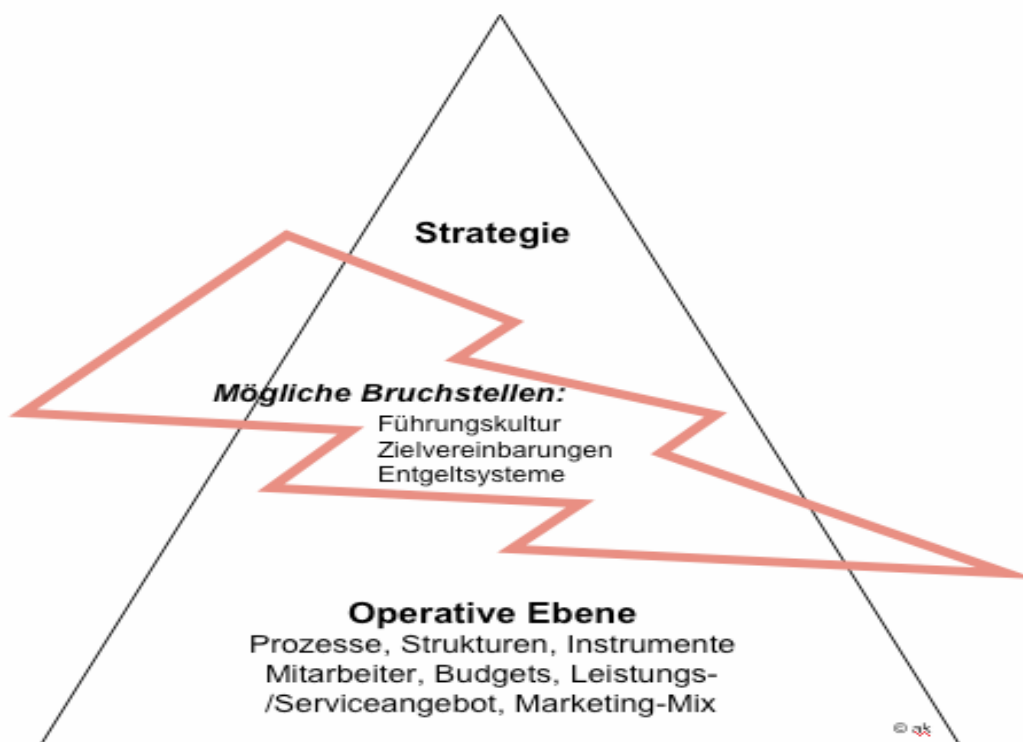 Strategie
Mögliche Bruchstellen:
Führungskultur
Zielvereinbarungen
Entgeltsysteme
Operative Ebene
Prozesse, Strukturen, Instrumente
Mitarbeiter, Budgets, Leistungs-
/Serviceangebot, Marketing-Mix
© ak